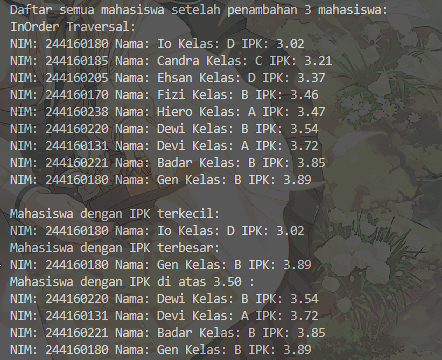 Daftar semua mahasiswa setelah penambahan 3 mahasiswa:
InOrder Traversal:
NIM: 244160180 Nama: Io Kelas: D IPK: 3.02
NIM: 244160185 Nama: Candra Kelas: C IPK: 3.21
NIM: 244160205 Nama: Ehsan Kelas: D IPK: 3.37
NIM: 244160170 Nama: Fizi Kelas: B IPK: 3.46
NIM: 244160238 Nama: Hiero Kelas: A IPK: 3.47
NIM: 244160220 Nama: Dewi Kelas: B IPK: 3.54
NIM: 244160131 Nama: Devi Kelas: A IPK: 3.72
NIM: 244160221 Nama: Badar Kelas: B IPK: 3.85
NIM: 244160180 Nama: Gen Kelas: B IPK: 3.89
Mahasiswa dengan IPK terkecil:
NIM: 244160180 Nama: Io Kelas: D IPK: 3.02
Mahasiswa dengan IPK terbesar:
NIM: 244160180 Nama: Gen Kelas: B IPK: 3.89
Mahasiswa dengan IPK di atas 3.50 :
NIM: 244160220 Nama: Dewi Kelas: B IPK: 3.54
NIM: 244160131 Nama: Devi Kelas: A IPK: 3.72
NIM: 244160221 Nama: Badar Kelas: B IPK: 3.85
NIM: 244160180 Nama: Gen Kelas: B IPK: 3.89